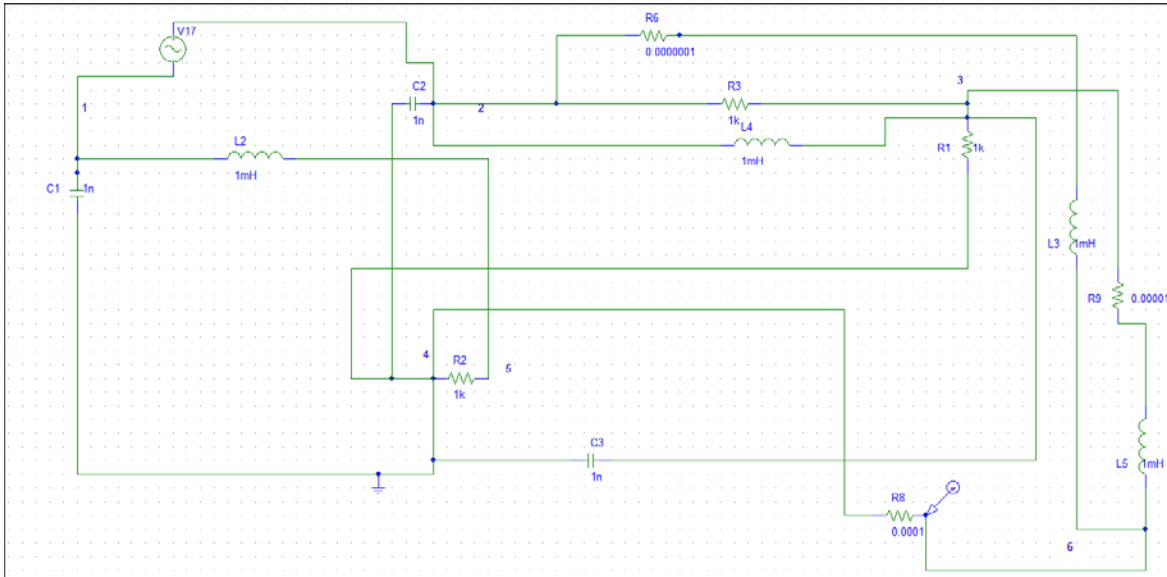 V17
R6
0.0000001
1
C2
1n
2
R3
1k
3
L4
1mH
R1
1k
L2
1mH
C1
1n
L3
1mH
R9
0.00001
4
R2
1k
5
C3
1n
L5
1mH
R8
0.0001
6